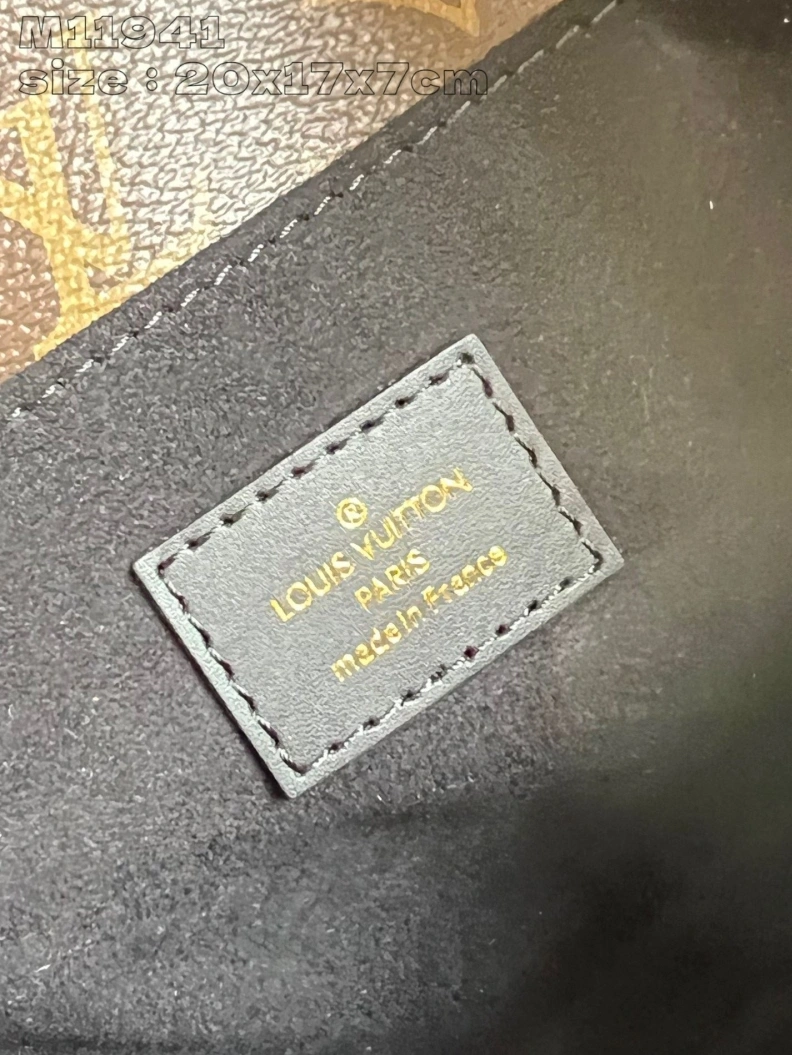 M11941
size : 20x17x7cm
®
LOUIS VUITTON
PARIS
made in France